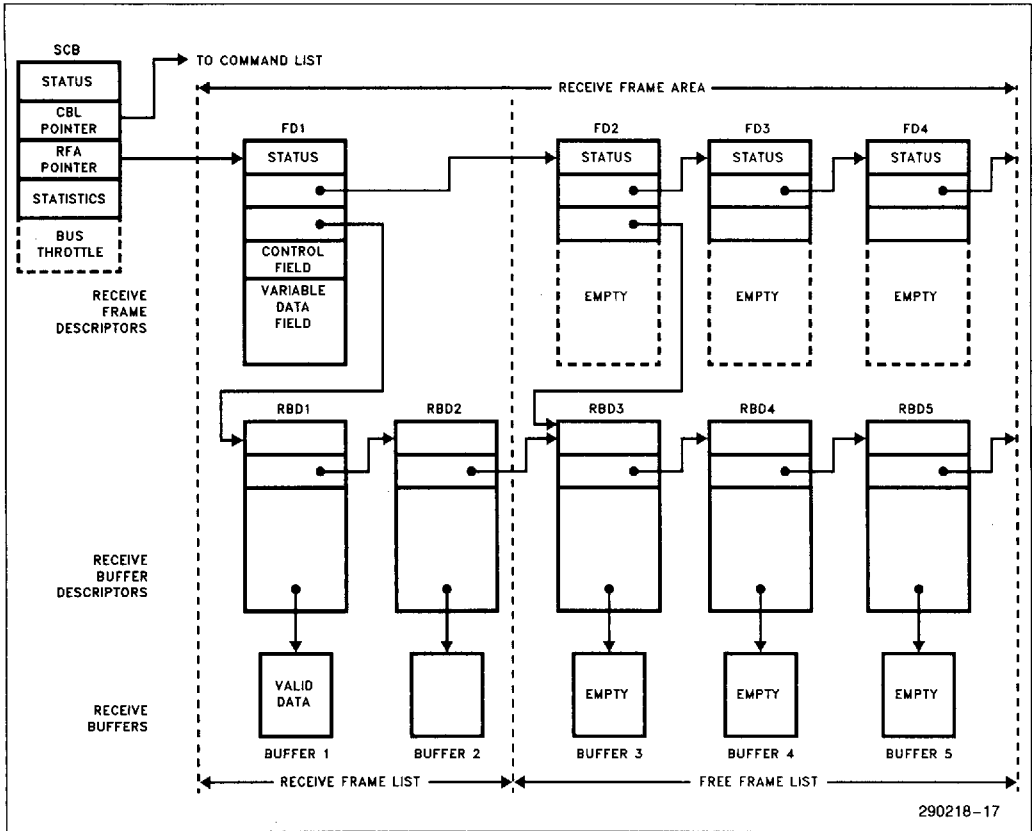 SCB
STATUS
CBL
POINTER
RFA
POINTER
STATISTICS
BUS
THROTTLE
TO COMMAND LIST
RECEIVE FRAME AREA
FD1
STATUS
CONTROL
FIELD
VARIABLE
DATA
FIELD
FD2
STATUS
EMPTY
FD3
STATUS
EMPTY
FD4
STATUS
EMPTY
RECEIVE
FRAME
DESCRIPTORS
RBD1
RBD2
RBD3
RBD4
RBD5
RECEIVE
BUFFER
DESCRIPTORS
VALID
DATA
EMPTY
EMPTY
EMPTY
RECEIVE
BUFFERS
BUFFER 1
BUFFER 2
BUFFER 3
BUFFER 4
BUFFER 5
RECEIVE FRAME LIST
FREE FRAME LIST
290218-17